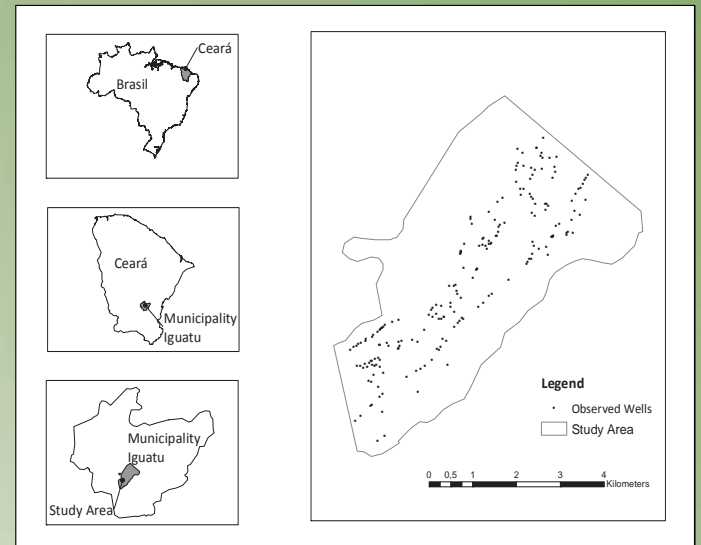 Ceará
Brasil
Ceará
Municipality
Iguatu
Municipality
Iguatu
Study Area
Legend
Observed Wells
Study Area
0 0,5 1 2 3 4
Kilometers